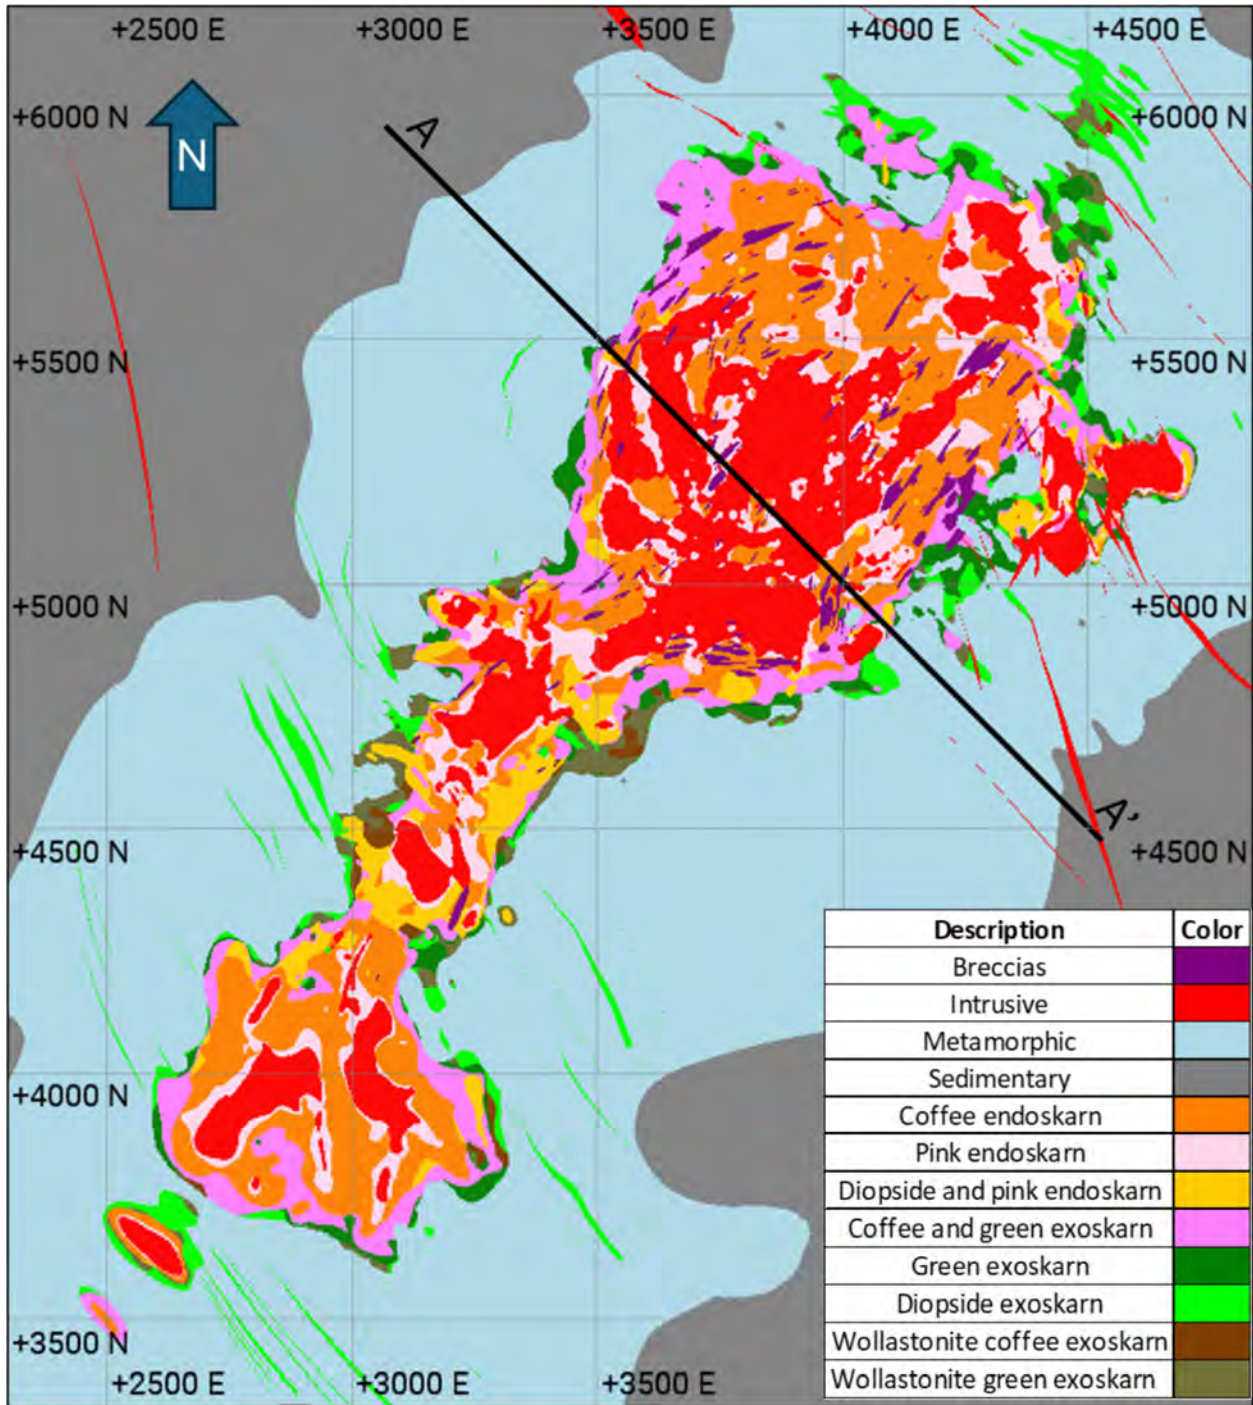 +2500 E +3000 E +3500 E +4000 E +4500 E
+6000 N A +6000 N
N
+5500 N +5500 N
+5000 N +5000 N
A’
+4500 N +4500 N
Description Color
Breccias
Intrusive
Metamorphic
Sedimentary
+4000 N
Coffee endoskarn
Pink endoskarn
Diopside and pink endoskarn
Coffee and green exoskarn
Green exoskarn
Diopside exoskarn
+3500 N
Wollastonite coffee exoskarn
Wollastonite green exoskarn
+2500 E +3000 E +3500 E